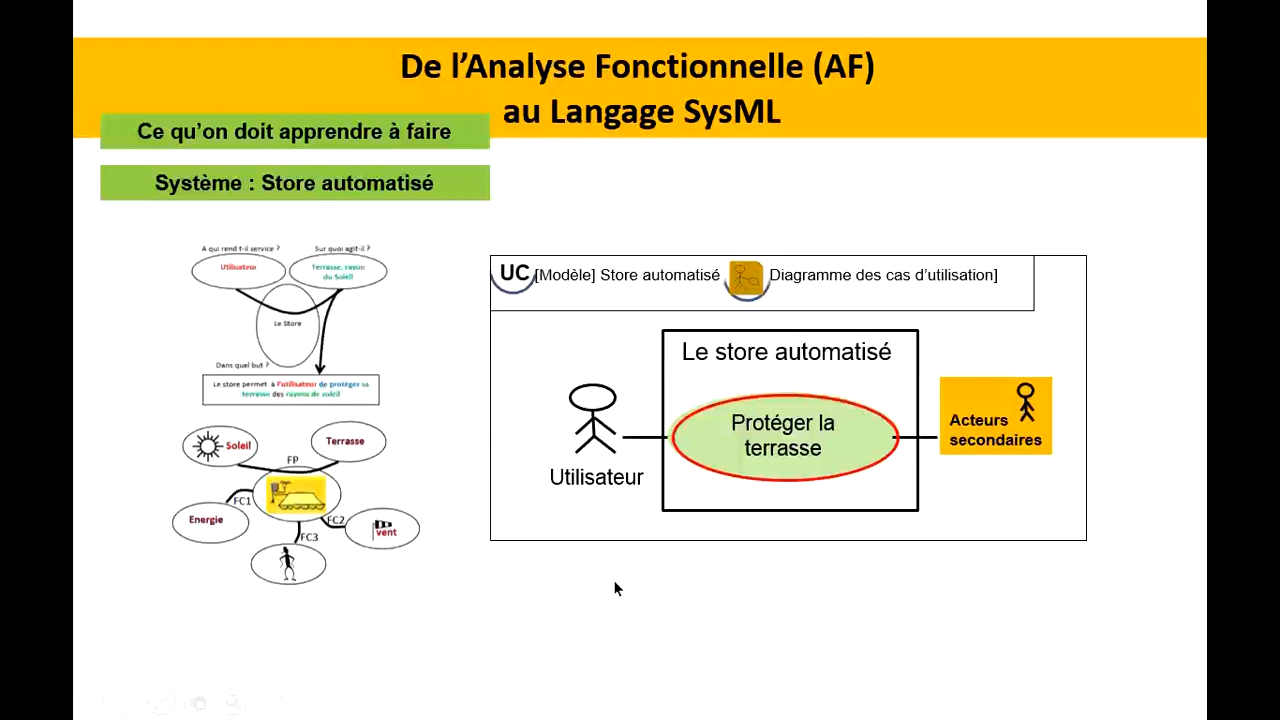 De l’Analyse Fonctionnelle (AF)
au Langage SysML
Ce qu’on doit apprendre à faire
Système : Store automatisé
A qui rend t-il service ?
Sur quoi agit-il ?
Utilisateur
Terrasse, rayons
du Soleil
Le Store
Dans quel but ?
Le store permet à l'utilisateur de protéger sa
terrasse des rayons de soleil
Soleil
Terrasse
FP
FC1
Energie
FC2
vent
FC3
UC [Modèle] Store automatisé
Diagramme des cas d’utilisation]
Le store automatisé
Protéger la
terrasse
Utilisateur
Acteurs
secondaires